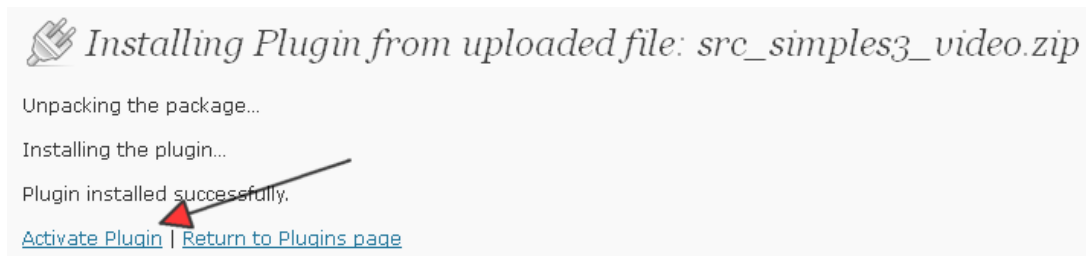 Installing Plugin from uploaded file: src_simples3_video.zip
Unpacking the package...
Installing the plugin...
Plugin installed successfully.
Activate Plugin | Return to Plugins page